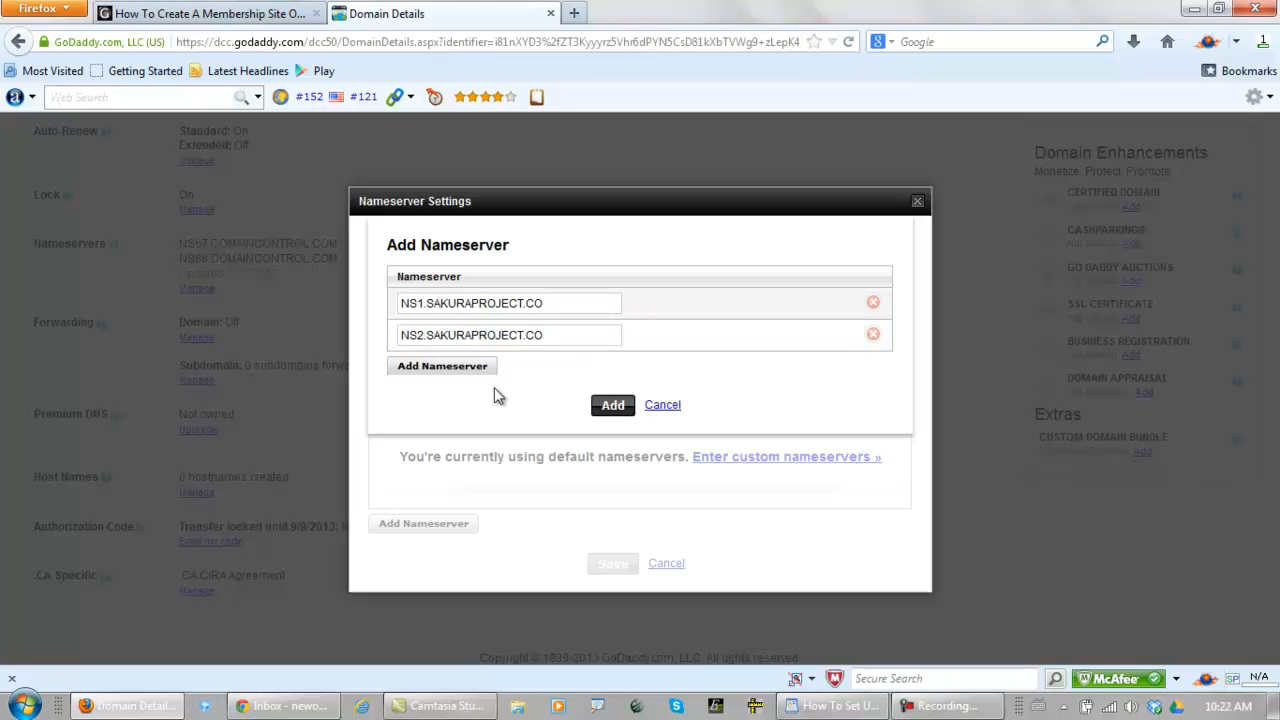 Firefox
How To Create A Membership Site O...
Domain Details
GoDaddy.com, LLC (US)
https://dcc.godaddy.com/dcc50/DomainDetails.aspx?identifier=
Google
1
Most Visited
Getting Started
Latest Headlines
Play
Bookmarks
Web Search
#152
#121
Auto-Renew
Standard: On
Extended: Off
Lock
On
Manage
Nameservers
NS67.DOMAINCONTROL.COM
NS68.DOMAINCONTROL.COM
Updated
Manage
Forwarding
Domain: Off
Manage
Subdomain: 0 subdomains forwa
Manage
Premium DNS
Not owned
Upgrade
Host Names
0 hostnames created
Manage
Authorization Code
Transfer locked until 9/9/2013:
Email my code
.CA Specific
.CA CIRA Agreement
Manage
Nameserver Settings
Add Nameserver
Nameserver
NS1.SAKURAPROJECT.CO
NS2.SAKURAPROJECT.CO
Add Nameserver
Add
Cancel
You're currently using default nameservers. Enter custom nameservers »
Add Nameserver
Save
Cancel
Domain Enhancements
Monetize. Protect. Promote.
CERTIFIED DOMAIN
Add
CASHPARKING®
Add
GO DADDY AUCTIONS
Add
SSL CERTIFICATE
Add
BUSINESS REGISTRATION
Add
DOMAIN APPRAISAL
Add
Extras
CUSTOM DOMAIN BUNDLE
Add
Copyright © 1999-2013 GoDaddy.com, LLC. All rights reserved.
Secure Search
McAfee
SP
N/A
Domain Detail...
Inbox - newo...
Camtasia Stu...
How To Set U...
Recording...
10:22 AM